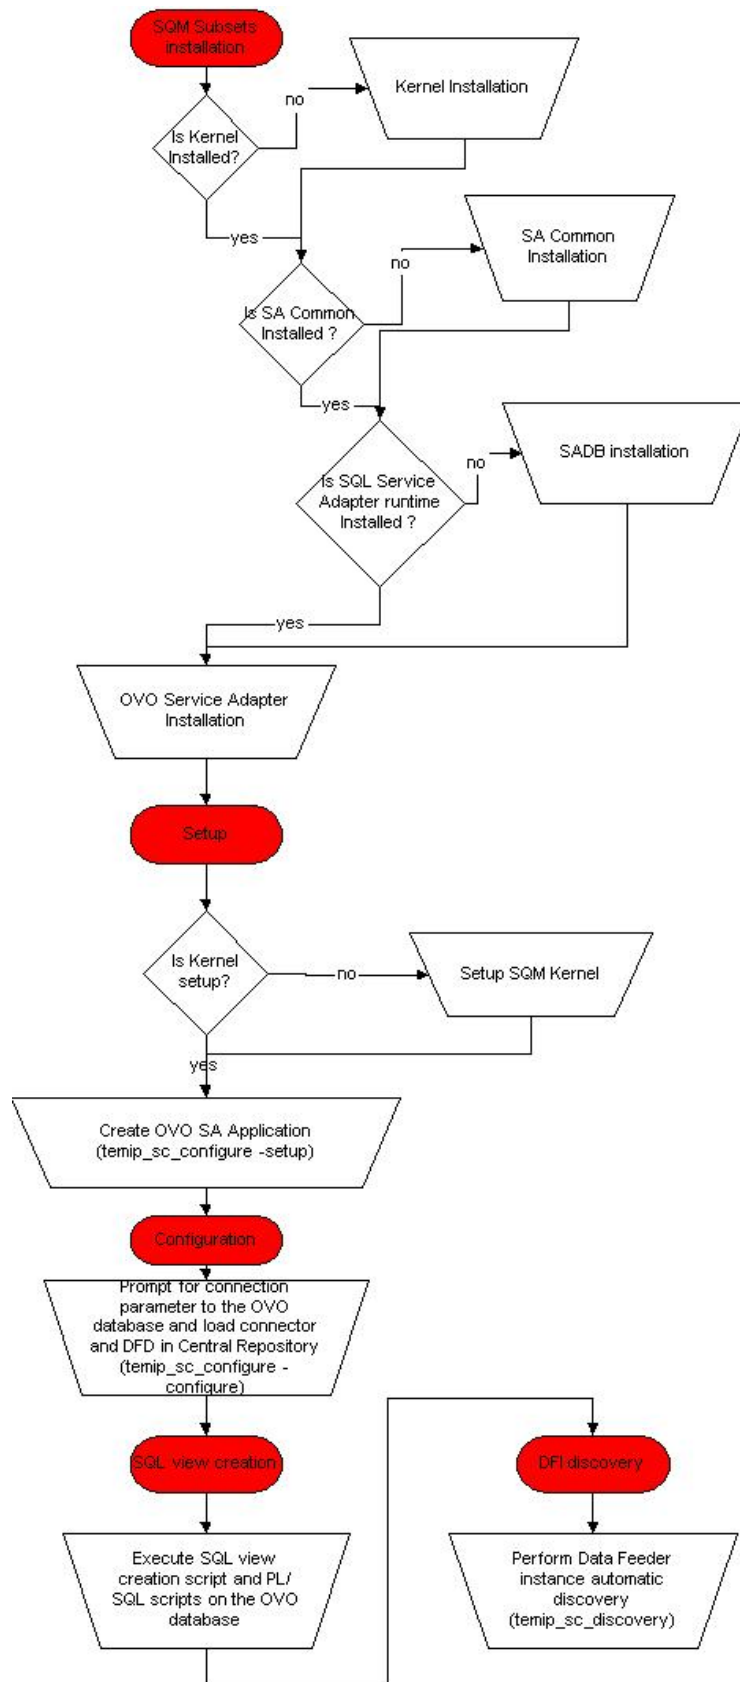 SQM Subsets
installation
no
Kernel Installation
Is Kernel
Installed?
yes
SA Common
Installation
no
Is SA Common
Installed ?
yes
SADB installation
no
Is SQL Service
Adapter runtime
Installed ?
yes
OVO Service Adapter
Installation
Setup
Is Kernel
setup?
no
Setup SQM Kernel
yes
Create OVO SA Application
(temip_sc_configure -setup)
Configuration
Prompt for connection
parameter to the OVO
database and load connector
and DFD in Central Repository
(temip_sc_configure -
configure)
SQL view creation
DFI discovery
Execute SQL view
creation script and PL/
SQL scripts on the OVO
database
Perform Data Feeder
instance automatic
discovery
(temip_sc_discovery)